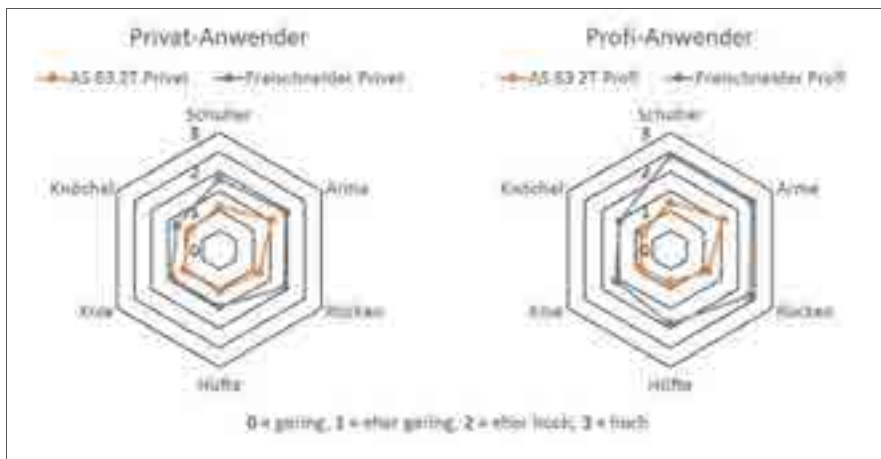 Privat-Anwender
AS 63 2T Privat
Freischneider Privat
Schulter
Arme
Rücken
Hüfte
Knie
Knöchel
3
2
1
0
Profi-Anwender
AS 63 2T Profi
Freischneider Profi
Schulter
Arme
Rücken
Hüfte
Knie
Knöchel
3
2
1
0
0 = gering, 1 = eher gering, 2 = eher hoch, 3 = hoch